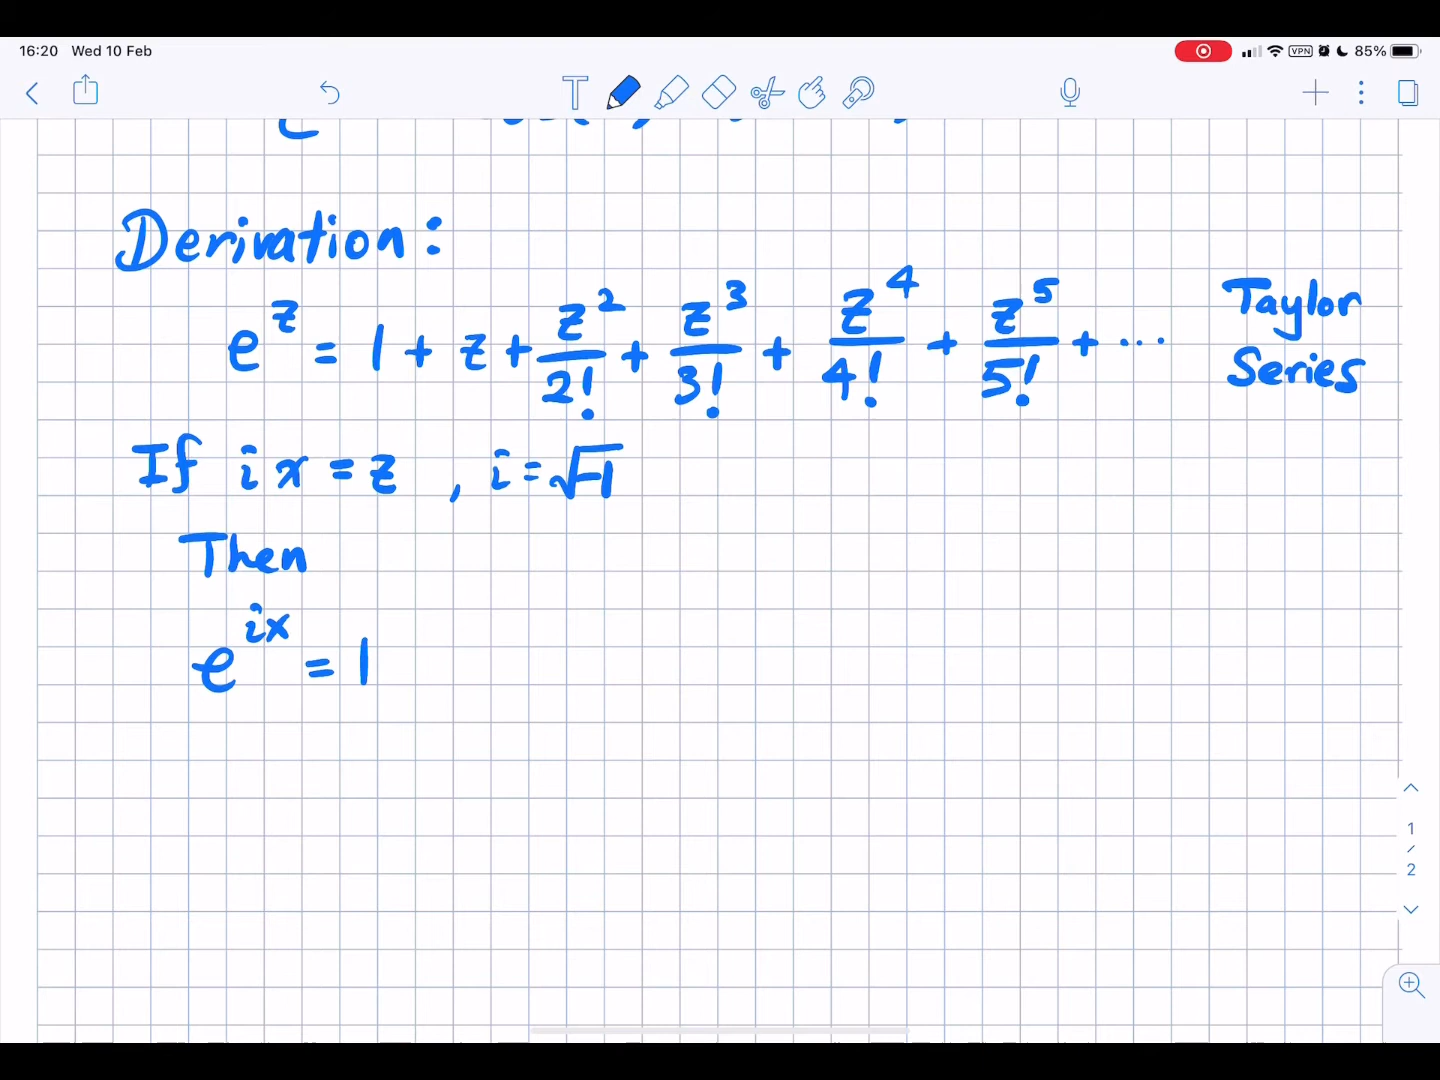 16:20 Wed 10 Feb
VPN 85%
Derivation:
e^z = 1 + z + z^2/2! + z^3/3! + z^4/4! + z^5/5! + ... Taylor Series
If ix = z , i = √-1
Then
e^ix = 1
1
/
2